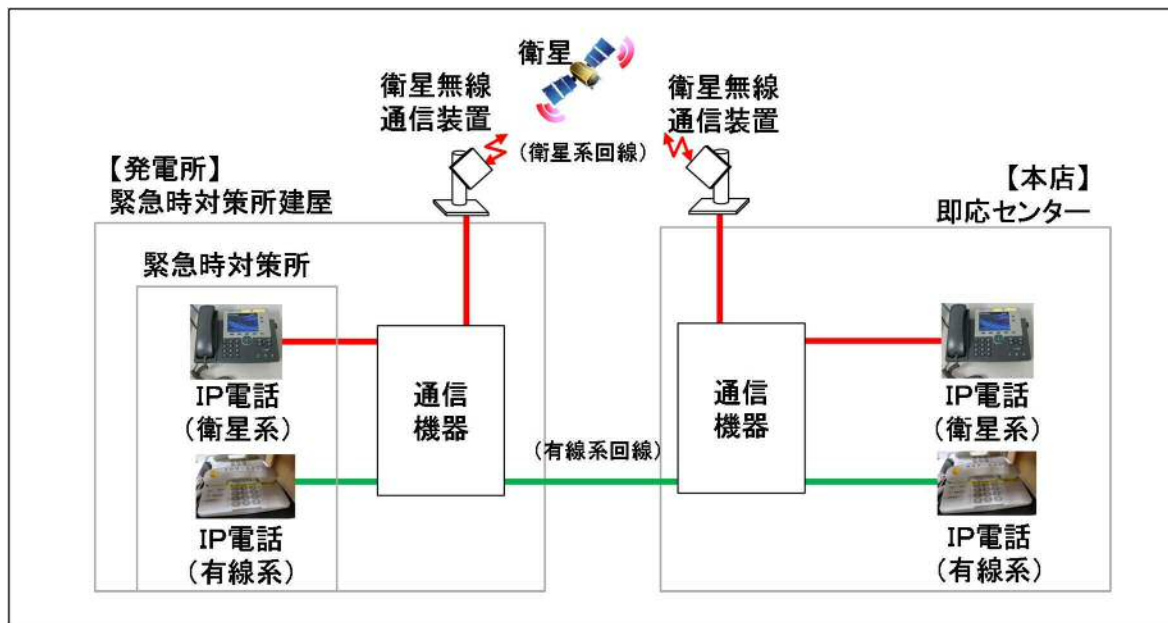 衛星
衛星無線
通信装置
衛星無線
通信装置
(衛星系回線)
【発電所】
緊急時対策所建屋
【本店】
即応センター
緊急時対策所
IP電話
(衛星系)
通信
機器
通信
機器
IP電話
(衛星系)
(有線系回線)
IP電話
(有線系)
IP電話
(有線系)